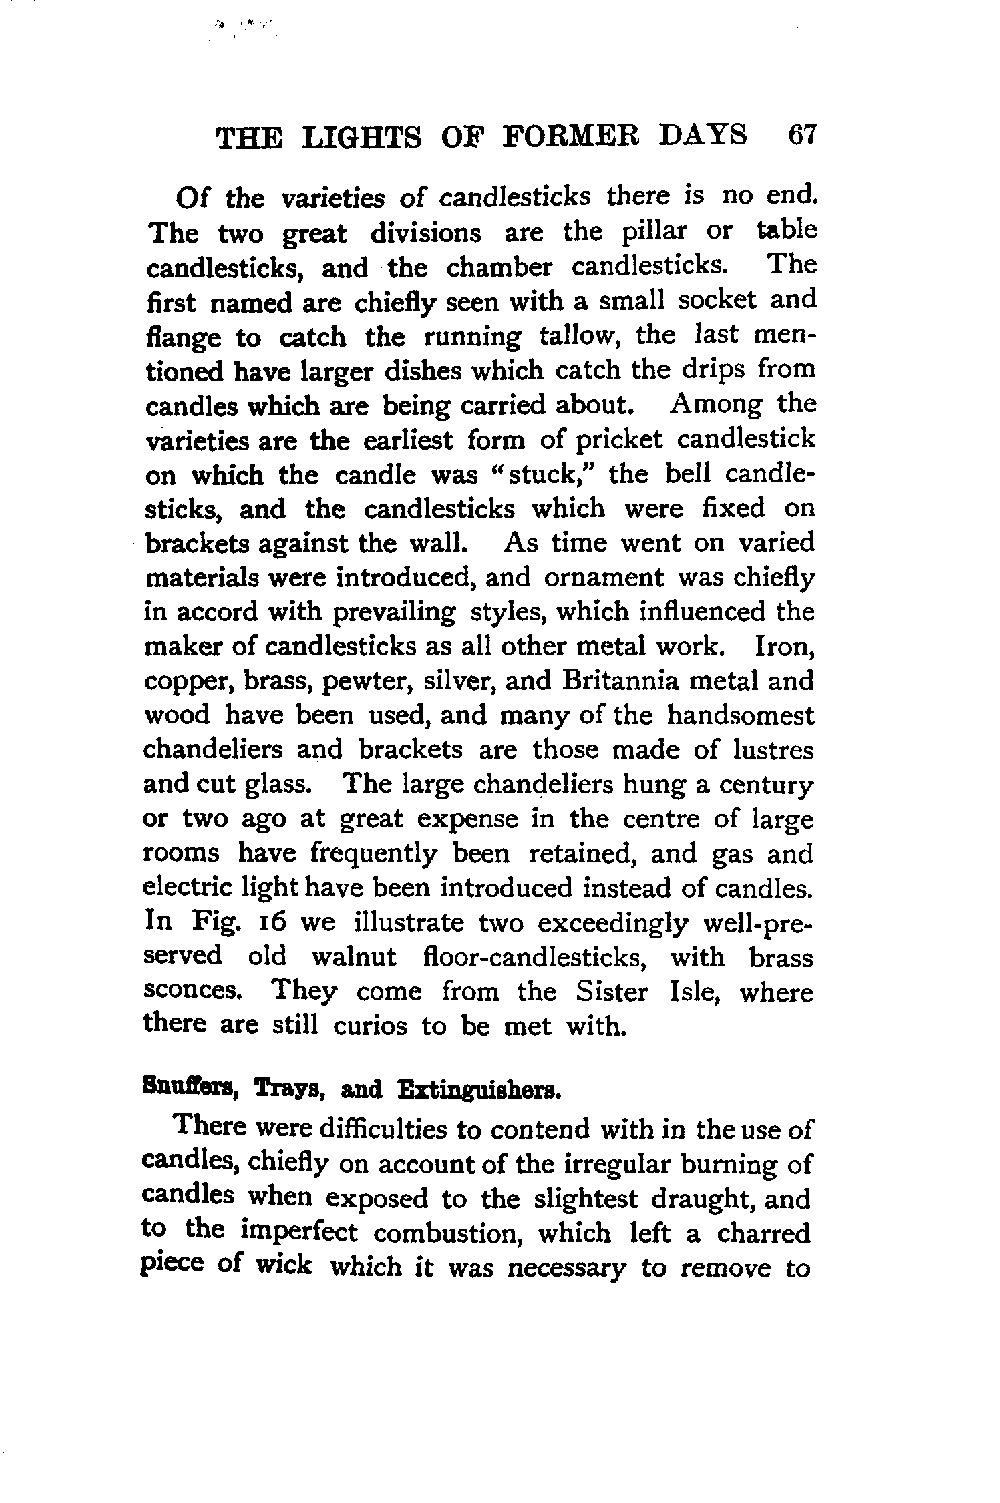 THE LIGHTS OF FORMER DAYS 67
Of the varieties of candlesticks there is no end.
The two great divisions are the pillar or table
candlesticks, and the chamber candlesticks. The
first named are chiefly seen with a small socket and
flange to catch the running tallow, the last men-
tioned have larger dishes which catch the drips from
candles which are being carried about. Among the
varieties are the earliest form of pricket candlestick
on which the candle was “stuck,” the bell candle-
sticks, and the candlesticks which were fixed on
brackets against the wall. As time went on varied
materials were introduced, and ornament was chiefly
in accord with prevailing styles, which influenced the
maker of candlesticks as all other metal work. Iron,
copper, brass, pewter, silver, and Britannia metal and
wood have been used, and many of the handsomest
chandeliers and brackets are those made of lustres
and cut glass. The large chandeliers hung a century
or two ago at great expense in the centre of large
rooms have frequently been retained, and gas and
electric light have been introduced instead of candles.
In Fig. 16 we illustrate two exceedingly well-pre-
served old walnut floor-candlesticks, with brass
sconces. They come from the Sister Isle, where
there are still curios to be met with.
Snuffers, Trays, and Extinguishers.
There were difficulties to contend with in the use of
candles, chiefly on account of the irregular burning of
candles when exposed to the slightest draught, and
to the imperfect combustion, which left a charred
piece of wick which it was necessary to remove to